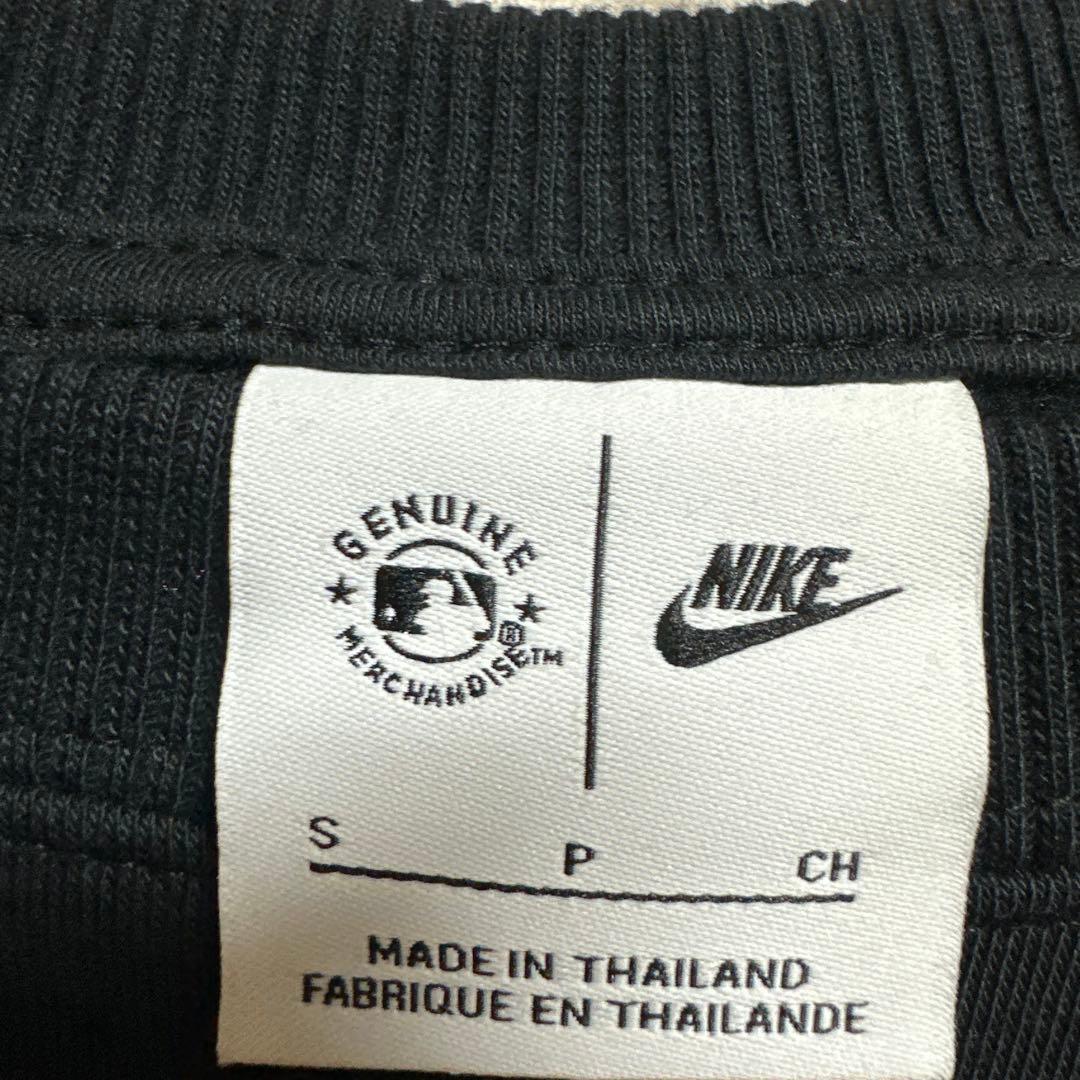 GENUINE
MERCHANDISE® TM
NIKE
S P CH
MADE IN THAILAND
FABRIQUE EN THAILANDE